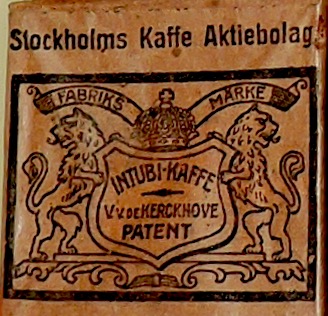 Stockholms Kaffe Aktiebolag
FABRIKS MÄRKE
INTUBI-KAFFE
V.V. DE KERCKHOVE
PATENT